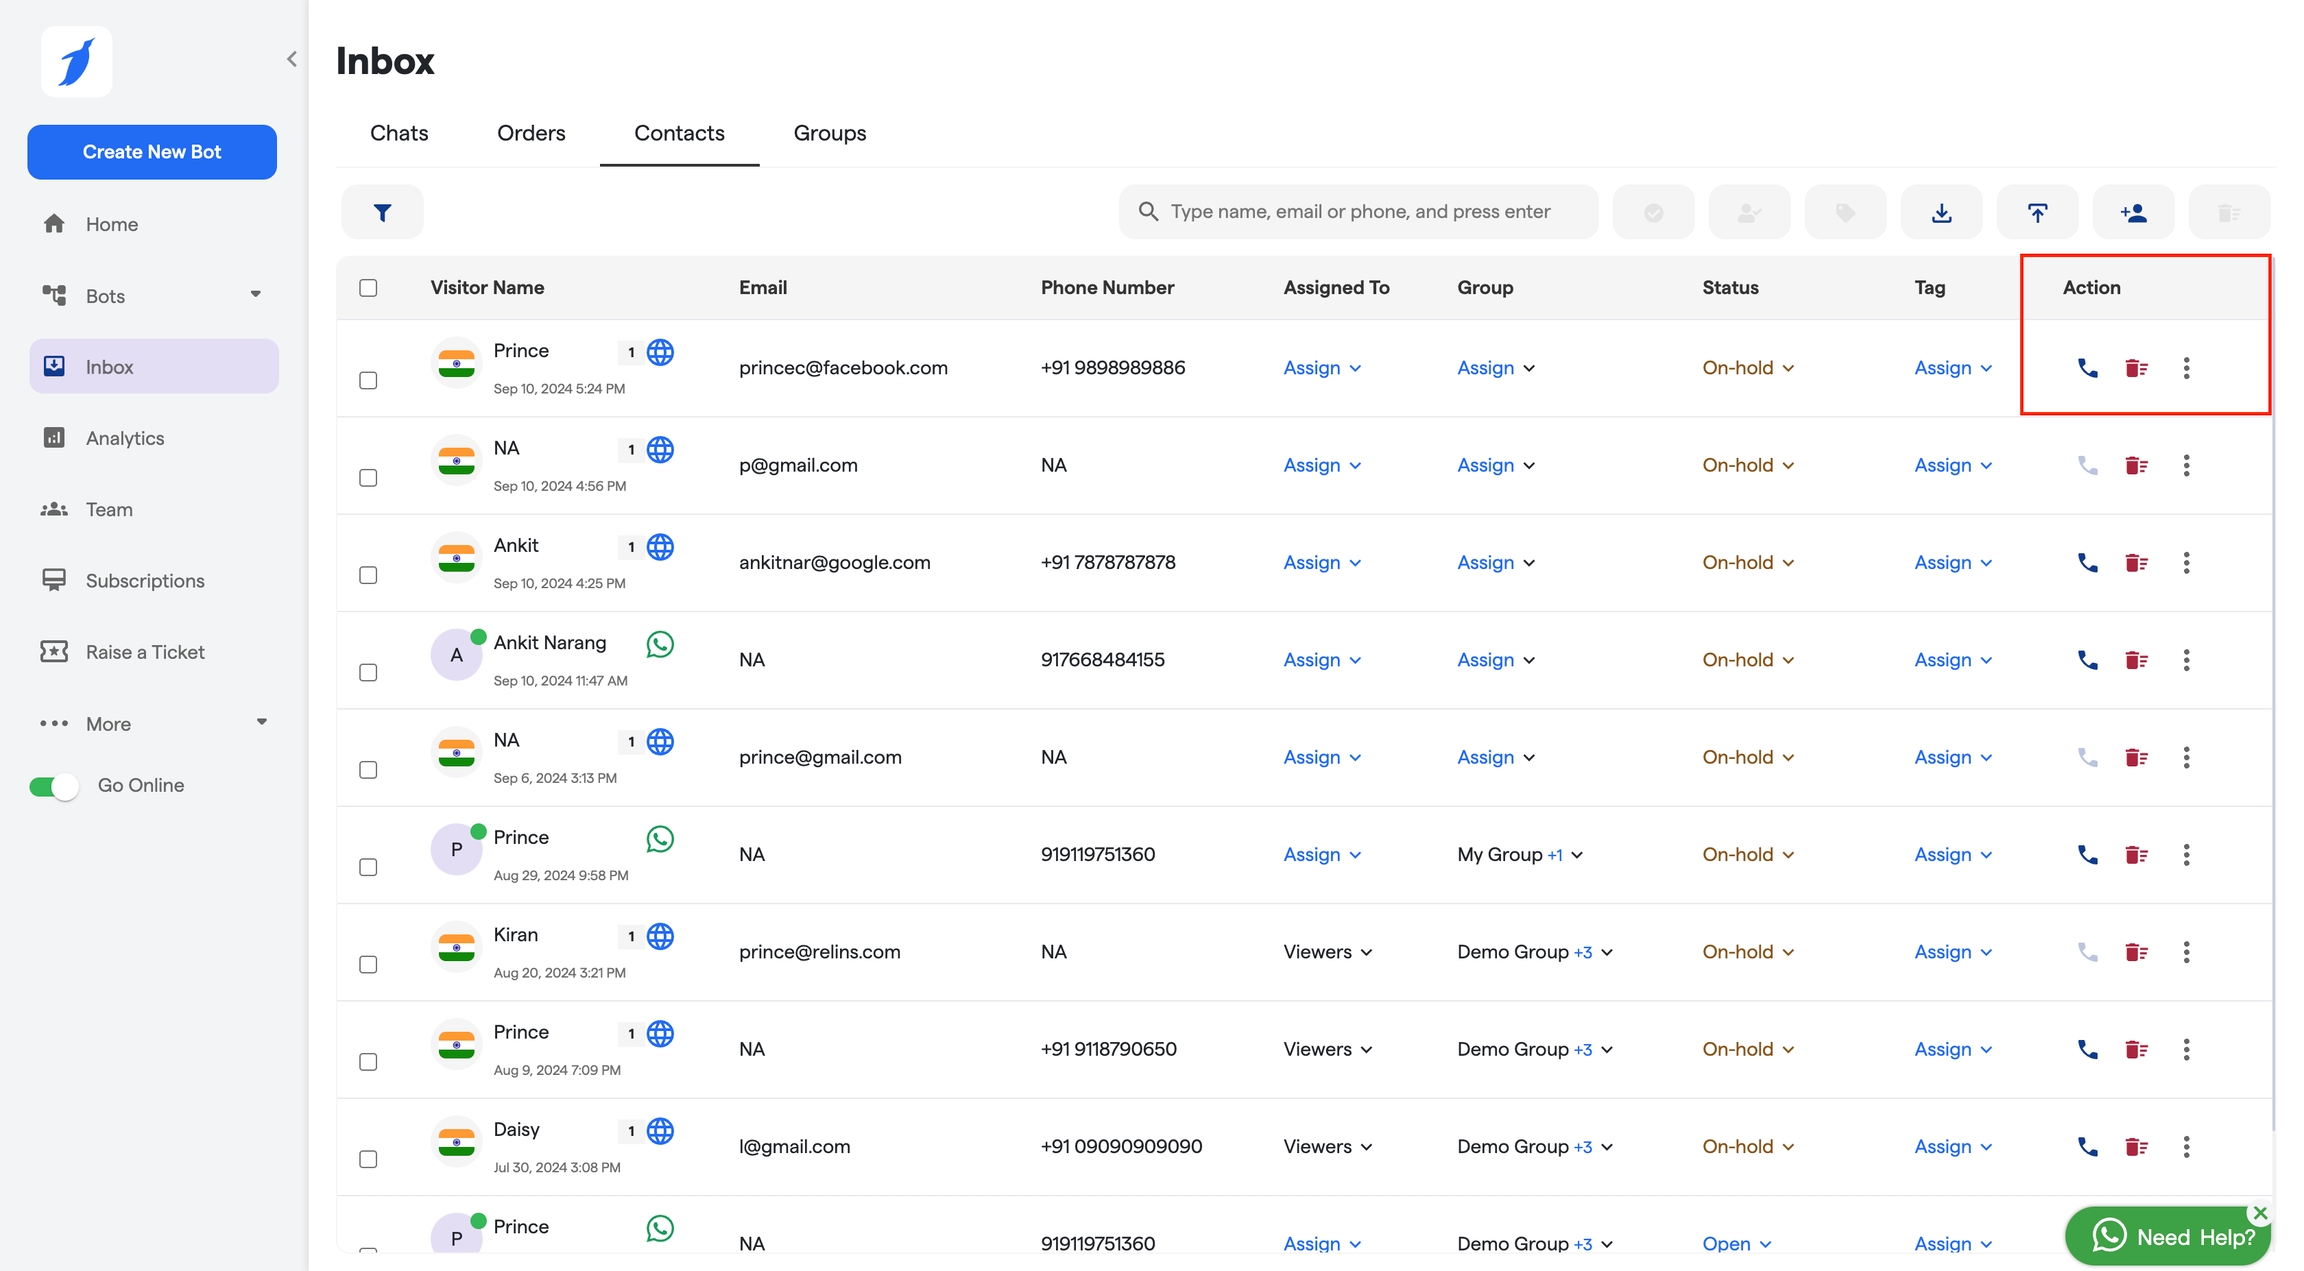 Inbox
Create New Bot
Home
Bots
Inbox
Analytics
Team
Subscriptions
Raise a Ticket
More
Go Online
Chats Orders Contacts Groups
Type name, email or phone, and press enter
Visitor Name Email Phone Number Assigned To Group Status Tag Action
Prince 1
Sep 10, 2024 5:24 PM
princec@facebook.com +91 9898989886 Assign Assign On-hold Assign
NA 1
Sep 10, 2024 4:56 PM
p@gmail.com NA Assign Assign On-hold Assign
Ankit 1
Sep 10, 2024 4:25 PM
ankitnar@google.com +91 7878787878 Assign Assign On-hold Assign
A Ankit Narang
Sep 10, 2024 11:47 AM
NA 917668484155 Assign Assign On-hold Assign
NA 1
Sep 6, 2024 3:13 PM
prince@gmail.com NA Assign Assign On-hold Assign
P Prince
Aug 29, 2024 9:58 PM
NA 919119751360 Assign My Group +1 On-hold Assign
Kiran 1
Aug 20, 2024 3:21 PM
prince@relins.com NA Viewers Demo Group +3 On-hold Assign
Prince 1
Aug 9, 2024 7:09 PM
NA +91 9118790650 Viewers Demo Group +3 On-hold Assign
Daisy 1
Jul 30, 2024 3:08 PM
l@gmail.com +91 09090909090 Viewers Demo Group +3 On-hold Assign
P Prince
NA 919119751360 Assign Demo Group +3 Open Assign
Need Help?